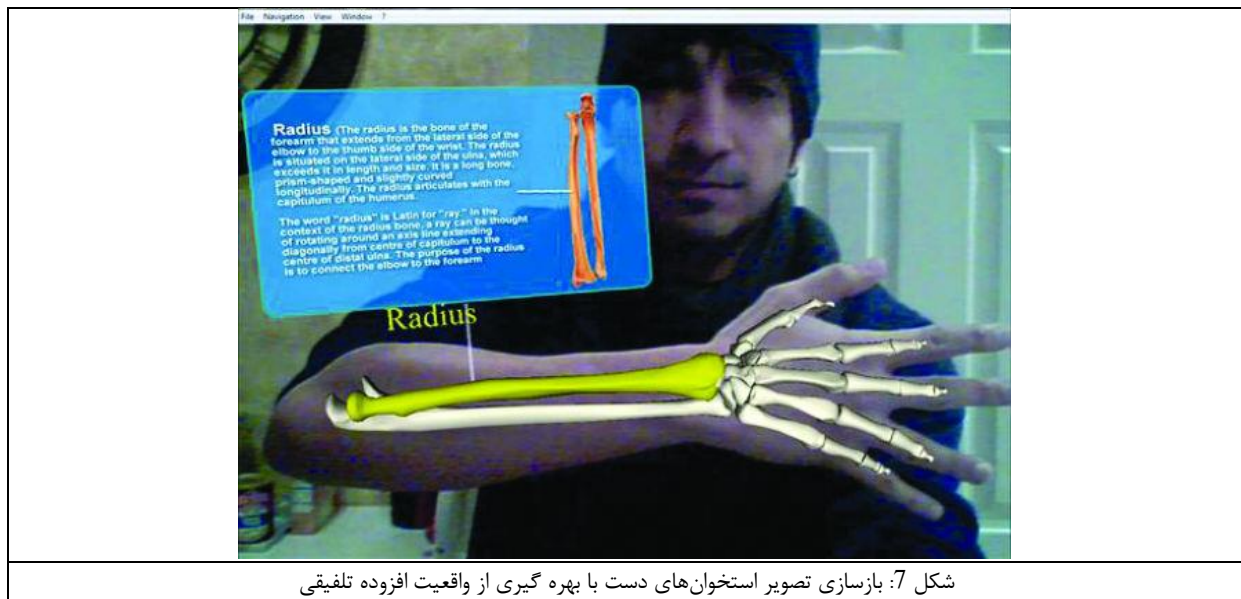 File Navigation View Window ?
Radius (The radius is the bone of the
forearm that extends from the lateral side of the
elbow to the thumb side of the wrist. The radius
is situated on the lateral side of the ulna, which
exceeds it in length and size. It is a long bone,
prism-shaped and slightly curved
longitudinally. The radius articulates with the
capitulum of the humerus.
The word "radius" is Latin for "ray." In the
context of the radius bone, a ray can be thought
of rotating around an axis line extending
diagonally from centre of capitulum to the
centre of distal ulna. The purpose of the radius
is to connect the elbow to the forearm
Radius
شکل 7: بازسازی تصویر استخوان‌های دست با بهره گیری از واقعیت افزوده تلفیقی